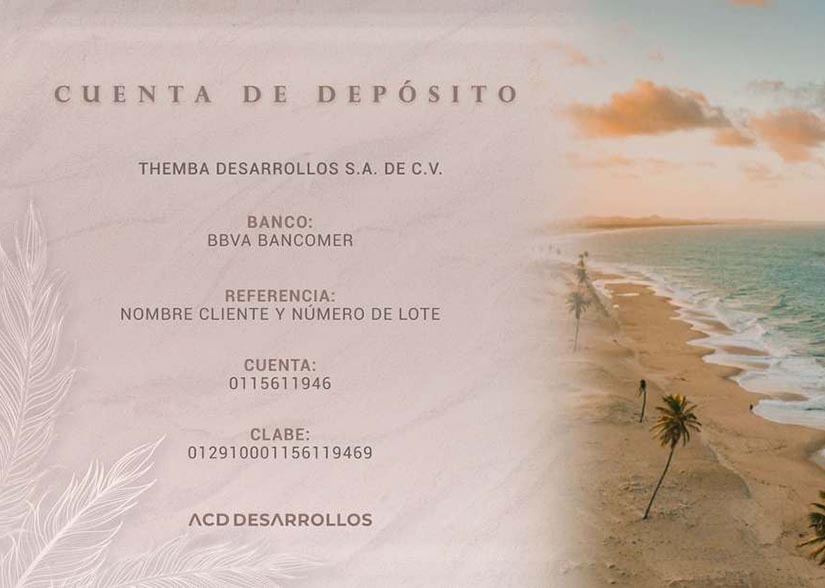 CUENTA DE DEPÓSITO
THEMBA DESARROLLOS S.A. DE C.V.
BANCO:
BBVA BANCOMER
REFERENCIA:
NOMBRE CLIENTE Y NÚMERO DE LOTE
CUENTA:
0115611946
CLABE:
012910001156119469
ACD DESARROLLOS